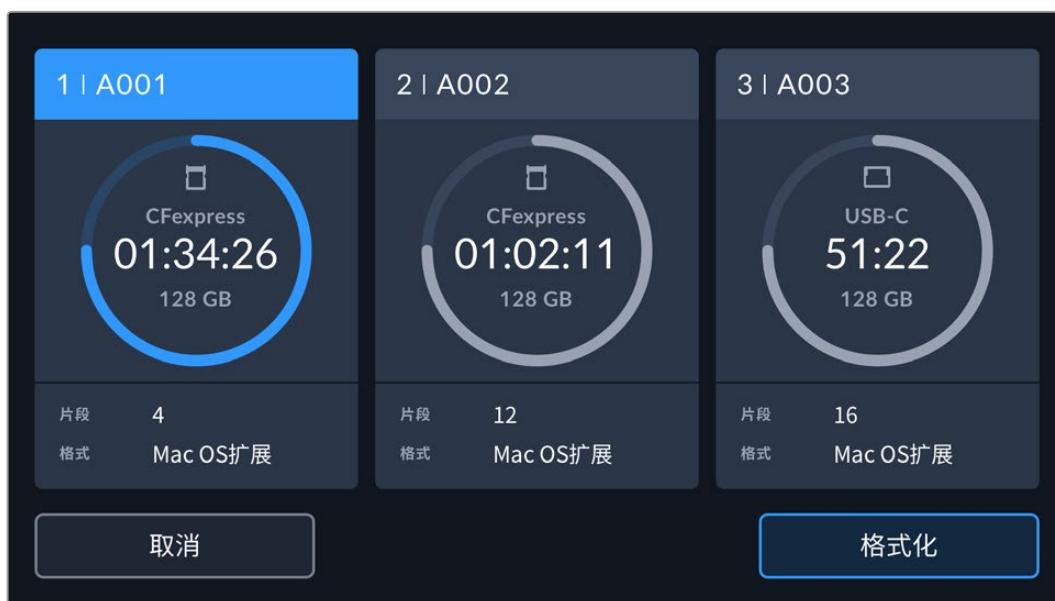 1 | A001
CFexpress
01:34:26
128 GB
片段 4
格式 Mac OS扩展
2 | A002
CFexpress
01:02:11
128 GB
片段 12
格式 Mac OS扩展
3 | A003
USB-C
51:22
128 GB
片段 16
格式 Mac OS扩展
取消
格式化